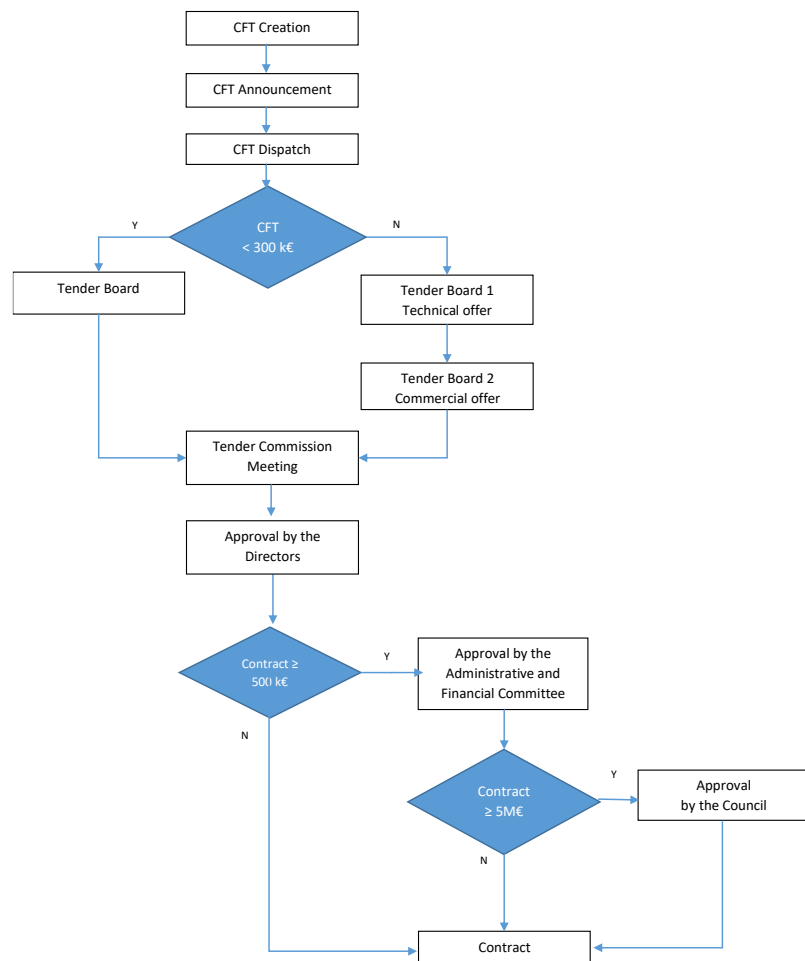 CFT Creation
CFT Announcement
CFT Dispatch
CFT
< 300 k€
Y
N
Tender Board
Tender Board 1
Technical offer
Tender Board 2
Commercial offer
Tender Commission
Meeting
Approval by the
Directors
Contract ≥
500 k€
Y
N
Approval by the
Administrative and
Financial Committee
Contract
≥ 5M€
Y
N
Approval
by the Council
Contract